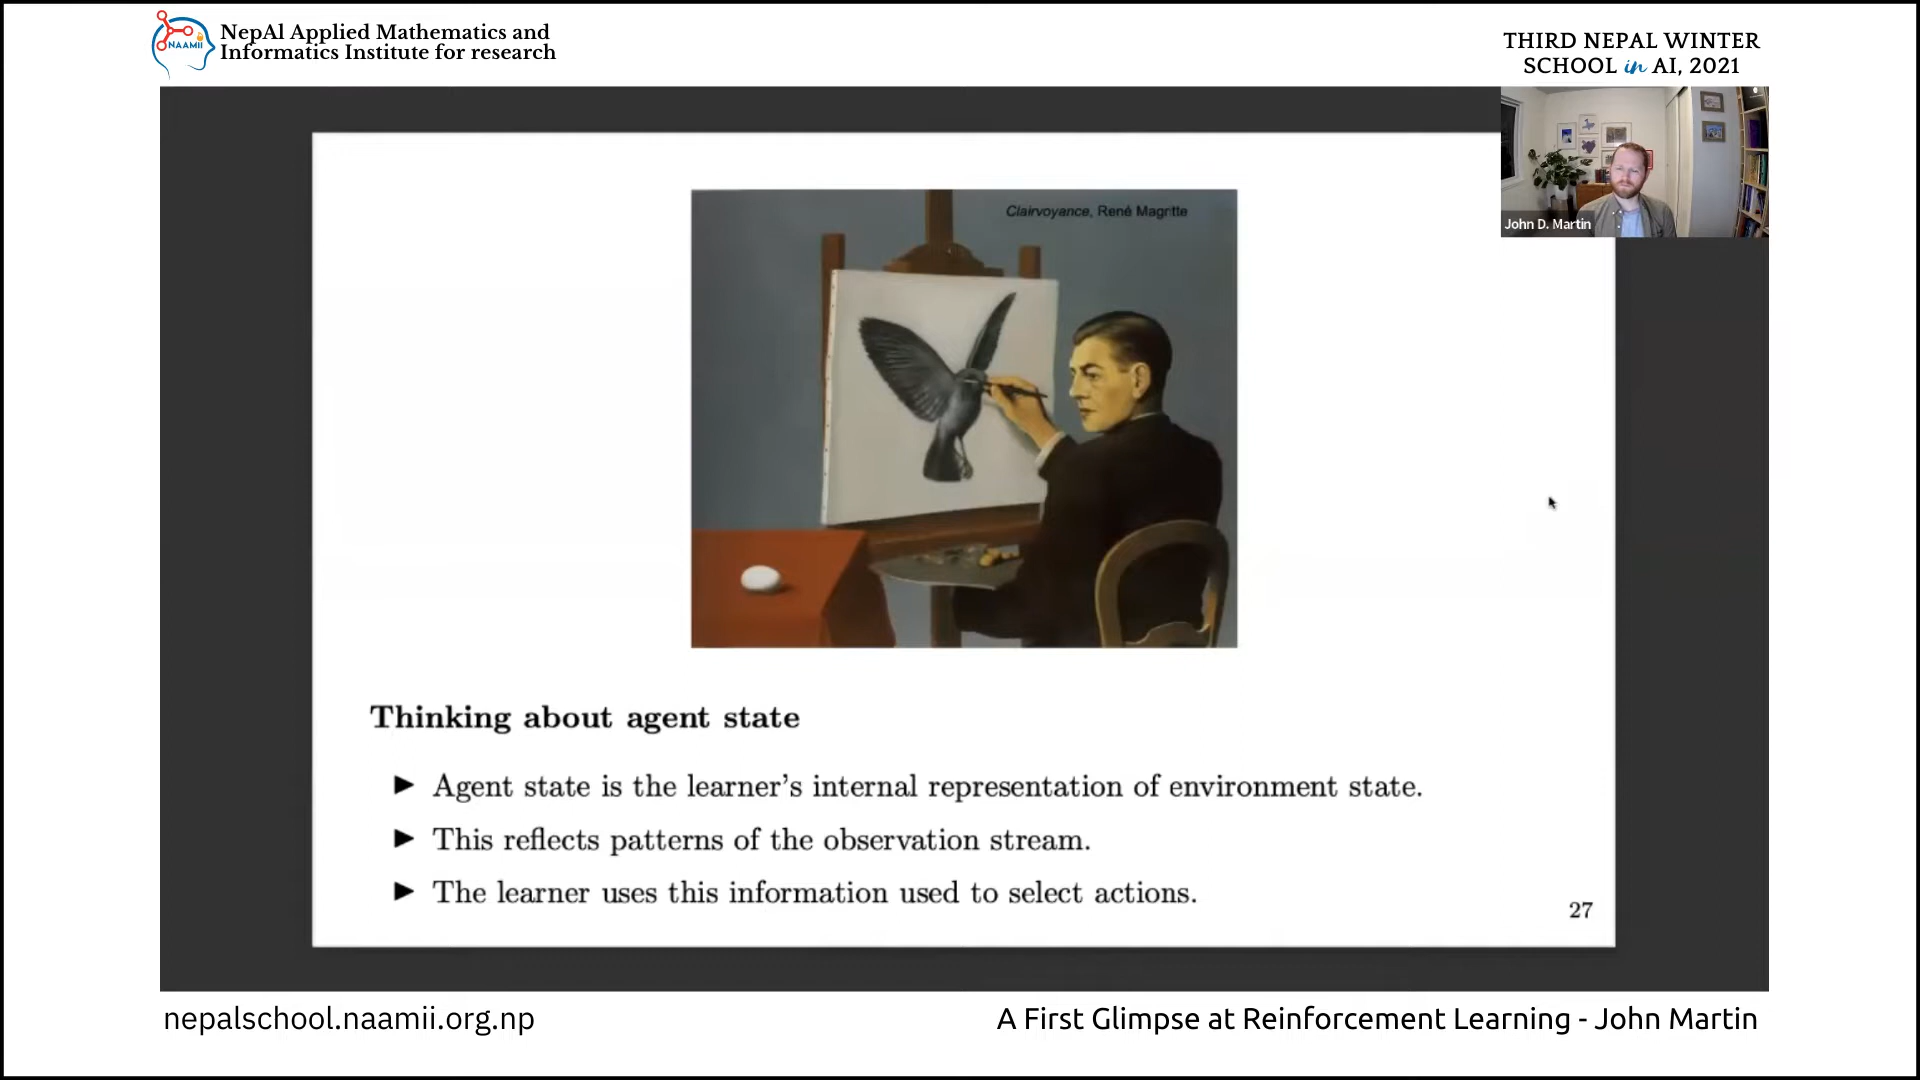 NAAMII
NepAl Applied Mathematics and
Informatics Institute for research
THIRD NEPAL WINTER
SCHOOL in AI, 2021
John D. Martin
Clairvoyance, René Magritte
Thinking about agent state
► Agent state is the learner's internal representation of environment state.
► This reflects patterns of the observation stream.
► The learner uses this information used to select actions.
27
nepalschool.naamii.org.np
A First Glimpse at Reinforcement Learning - John Martin